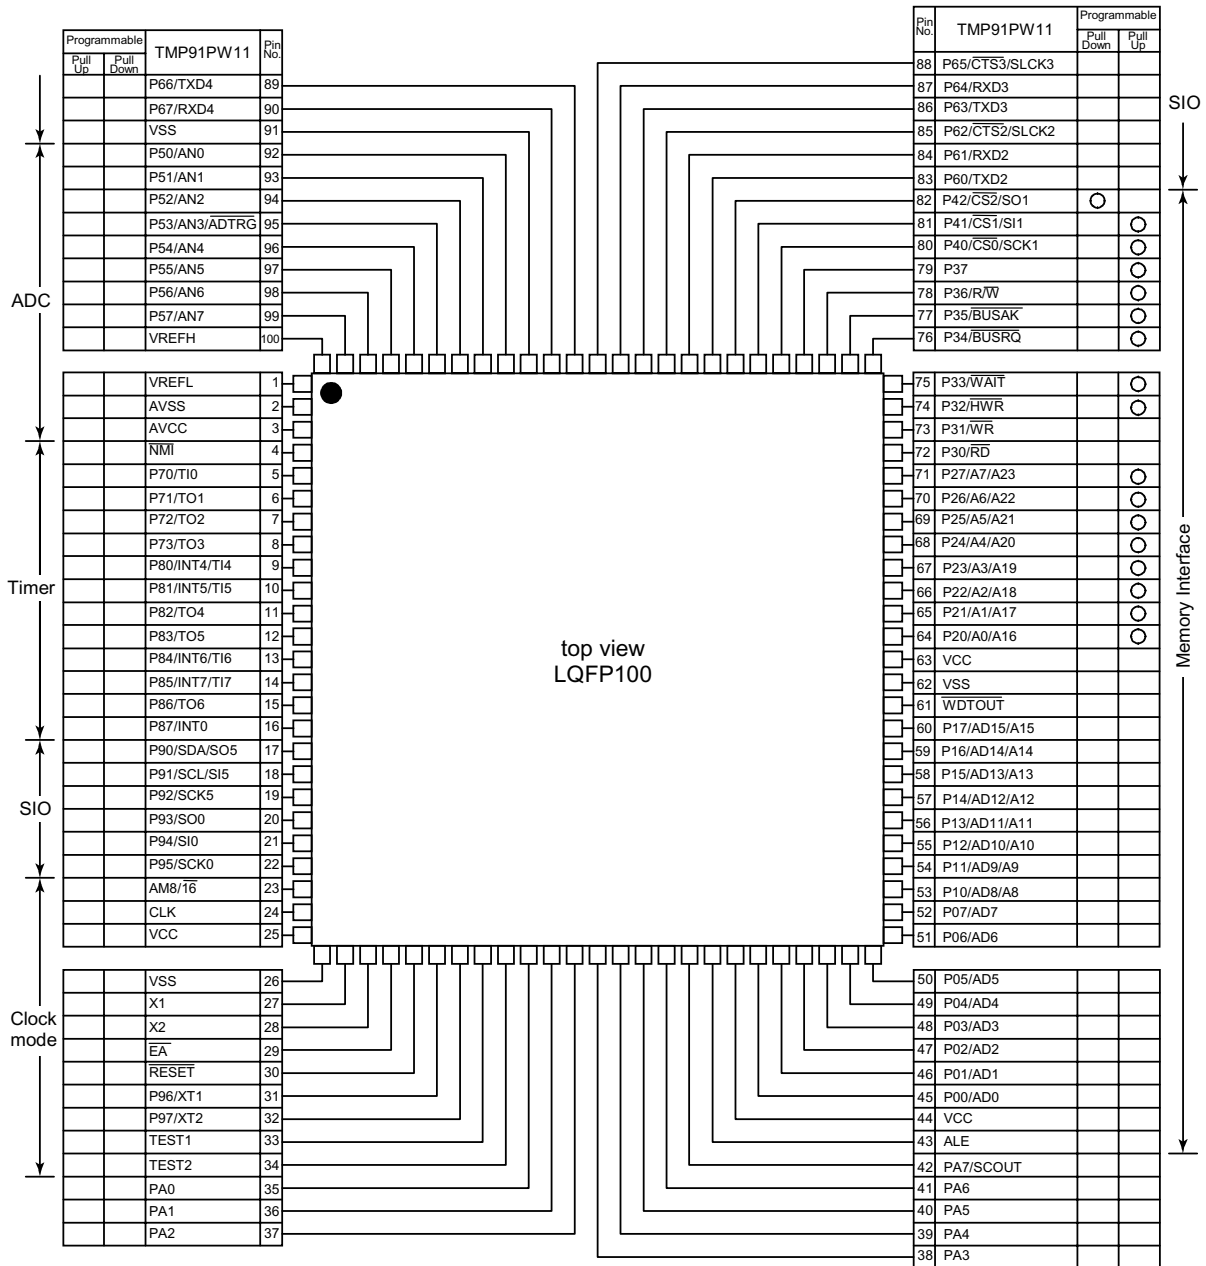 Programmable
Pull Up
Pull Down
TMP91PW11
Pin No.
P66/TXD4 89
P67/RXD4 90
VSS 91
P50/AN0 92
P51/AN1 93
P52/AN2 94
P53/AN3/ADTRG 95
P54/AN4 96
P55/AN5 97
P56/AN6 98
P57/AN7 99
VREFH 100
ADC
VREFL 1
AVSS 2
AVCC 3
NMI 4
P70/TI0 5
P71/TO1 6
P72/TO2 7
P73/TO3 8
P80/INT4/TI4 9
P81/INT5/TI5 10
P82/TO4 11
P83/TO5 12
P84/INT6/TI6 13
P85/INT7/TI7 14
P86/TO6 15
P87/INT0 16
Timer
P90/SDA/SO5 17
P91/SCL/SI5 18
P92/SCK5 19
P93/SO0 20
P94/SI0 21
P95/SCK0 22
SIO
AM8/16 23
CLK 24
VCC 25
VSS 26
X1 27
X2 28
EA 29
RESET 30
P96/XT1 31
P97/XT2 32
TEST1 33
TEST2 34
PA0 35
PA1 36
PA2 37
Clock
mode
top view
LQFP100
Pin No.
TMP91PW11
Programmable
Pull Down
Pull Up
88 P65/CTS3/SLCK3
87 P64/RXD3
86 P63/TXD3
85 P62/CTS2/SLCK2
84 P61/RXD2
83 P60/TXD2
SIO
82 P42/CS2/SO1
81 P41/CS1/SI1
80 P40/CS0/SCK1
79 P37
78 P36/R/W
77 P35/BUSAK
76 P34/BUSRQ
75 P33/WAIT
74 P32/HWR
73 P31/WR
72 P30/RD
71 P27/A7/A23
70 P26/A6/A22
69 P25/A5/A21
68 P24/A4/A20
67 P23/A3/A19
66 P22/A2/A18
65 P21/A1/A17
64 P20/A0/A16
63 VCC
62 VSS
61 WDTOUT
60 P17/AD15/A15
59 P16/AD14/A14
58 P15/AD13/A13
57 P14/AD12/A12
56 P13/AD11/A11
55 P12/AD10/A10
54 P11/AD9/A9
53 P10/AD8/A8
52 P07/AD7
51 P06/AD6
50 P05/AD5
49 P04/AD4
48 P03/AD3
47 P02/AD2
46 P01/AD1
45 P00/AD0
44 VCC
43 ALE
42 PA7/SCOUT
41 PA6
40 PA5
39 PA4
38 PA3
Memory Interface